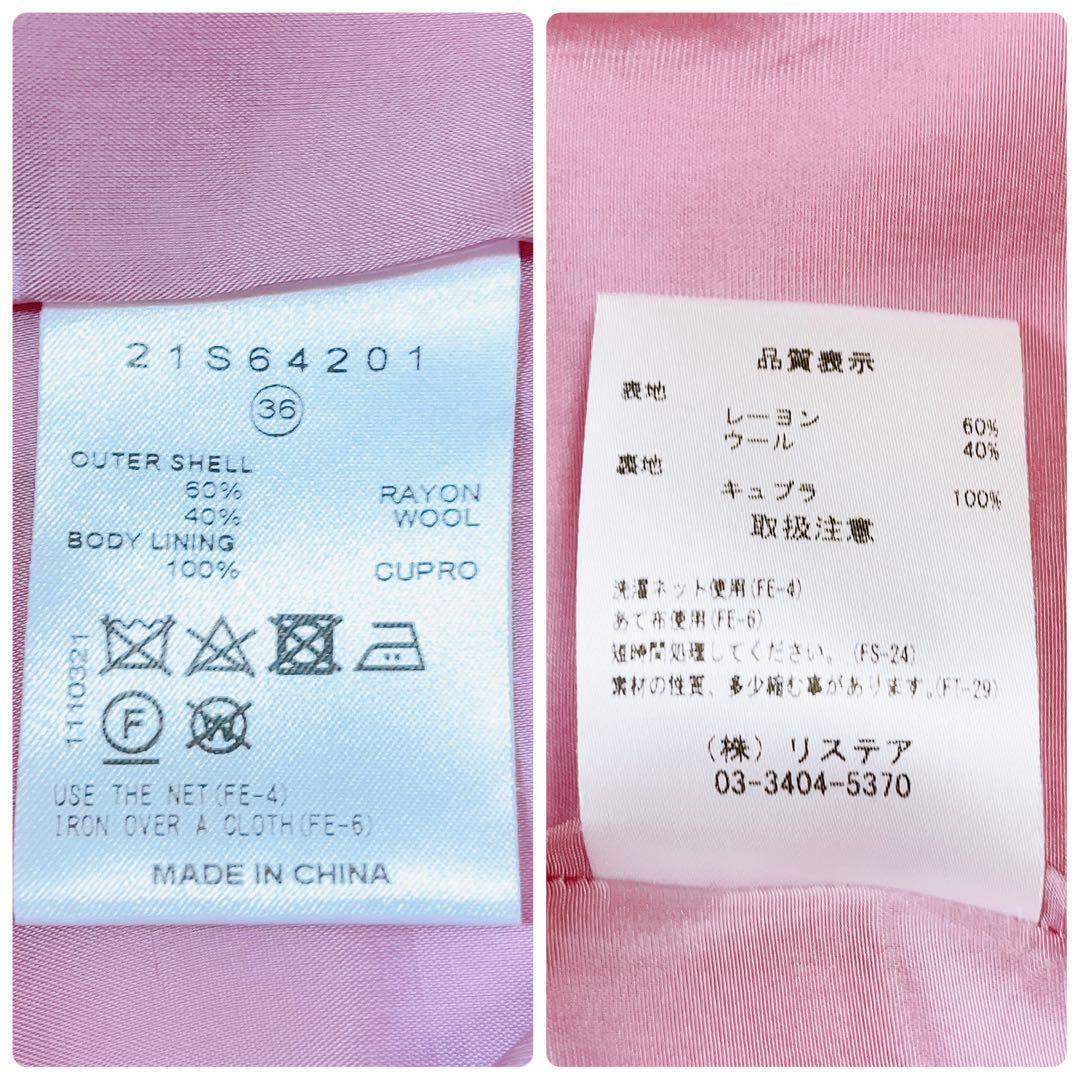 21S64201
36
OUTER SHELL
60% RAYON
40% WOOL
BODY LINING
100% CUPRO
1110321
F
W
USE THE NET(FE-4)
IRON OVER A CLOTH(FE-6)
MADE IN CHINA
品質表示
表地
レーヨン 60%
ウール 40%
裏地
キュプラ 100%
取扱注意
洗濯ネット使用(FE-4)
あて布使用(FE-6)
短時間処理してください。(FS-24)
素材の性質、多少縮む事があります。(FT-29)
(株) リステア
03-3404-5370